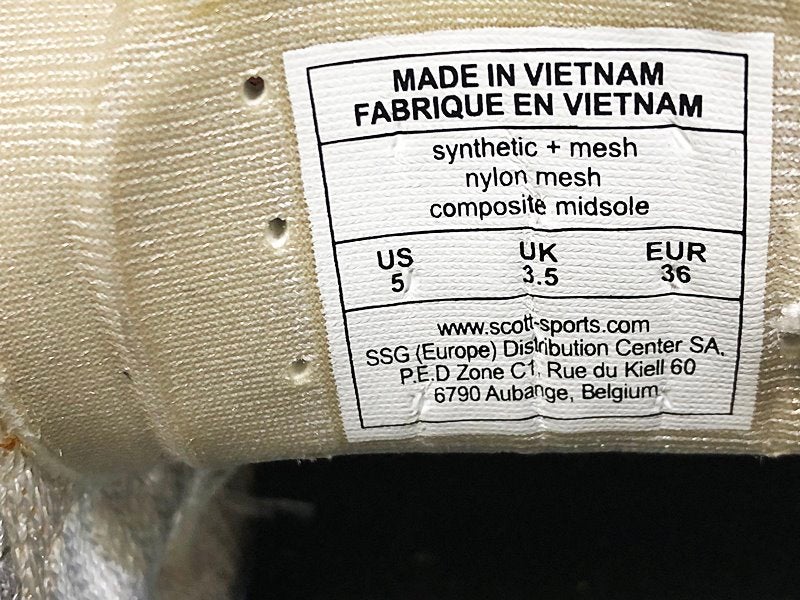 MADE IN VIETNAM
FABRIQUE EN VIETNAM
synthetic + mesh
nylon mesh
composite midsole
US UK EUR
5 3.5 36
www.scott-sports.com
SSG (Europe) Distribution Center SA.
P.E.D Zone C1, Rue du Kiell 60
6790 Aubange, Belgium